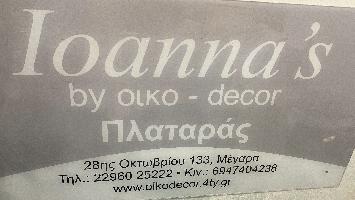 Ioanna's
by οικο - decor
Πλαταράς
28ης Οκτωβρίου 133, Μέγαρα
Τηλ.: 22960 25222 - Κιν.: 6947404238
www.oikodecor.4ty.gr